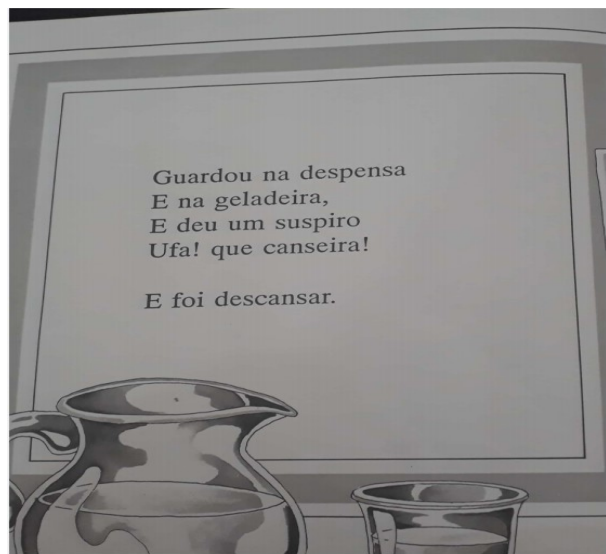 Guardou na despensa
E na geladeira,
E deu um suspiro
Ufa! que canseira!
E foi descansar.